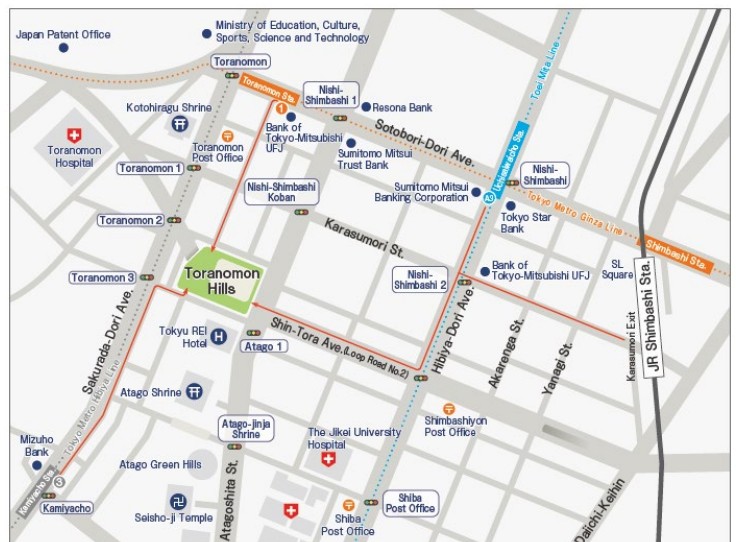 Ministry of Education, Culture,
Sports, Science and Technology
Japan Patent Office
Toranomon
Toranomon Sta.
1
Nishi-
Shimbashi 1
Resona Bank
Toei Mita Line
Kotohiragu Shrine
Toranomon
Hospital
Toranomon
Post Office
Bank of
Tokyo-Mitsubishi
UFJ
Sotobori-Dori Ave.
Sumitomo Mitsui
Trust Bank
Uchisaiwaicho Sta.
A3
Nishi-
Shimbashi
Toranomon 1
Nishi-Shimbashi
Koban
Sumitomo Mitsui
Banking Corporation
Tokyo Star
Bank
Tokyo Metro Ginza Line
Shimbashi Sta.
Toranomon 2
Karasumori St.
Toranomon 3
Toranomon
Hills
Nishi-
Shimbashi 2
Bank of
Tokyo-Mitsubishi UFJ
SL
Square
JR Shimbashi Sta.
Karasumori Exit
Sakurada-Dori Ave.
Tokyo Metro Hibiya Line
Tokyu REI
Hotel
H
Atago 1
Shin-Tora Ave.(Loop Road No.2)
Hibiya-Dori Ave.
Akarenga St.
Yanagi St.
Atago Shrine
Atago-jinja
Shrine
The Jikei University
Hospital
Shimbashiyon
Post Office
Mizuho
Bank
Atago Green Hills
Kamiyacho Sta.
3
Kamiyacho
Seisho-ji Temple
Atagoshita St.
Shiba
Post Office
Shiba
Post Office
Daiichi-Keihin